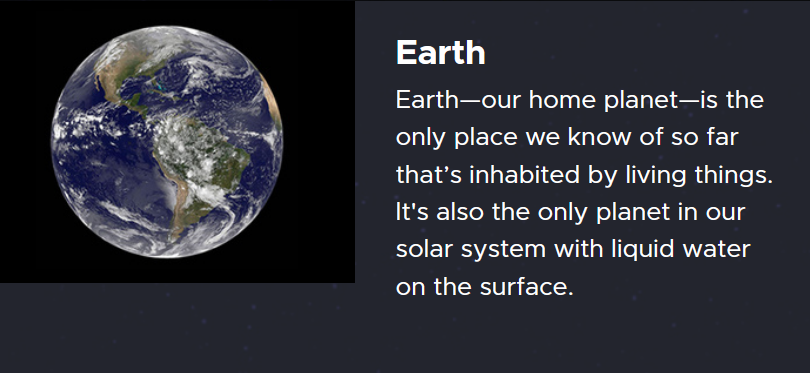 Earth
Earth—our home planet—is the
only place we know of so far
that’s inhabited by living things.
It's also the only planet in our
solar system with liquid water
on the surface.